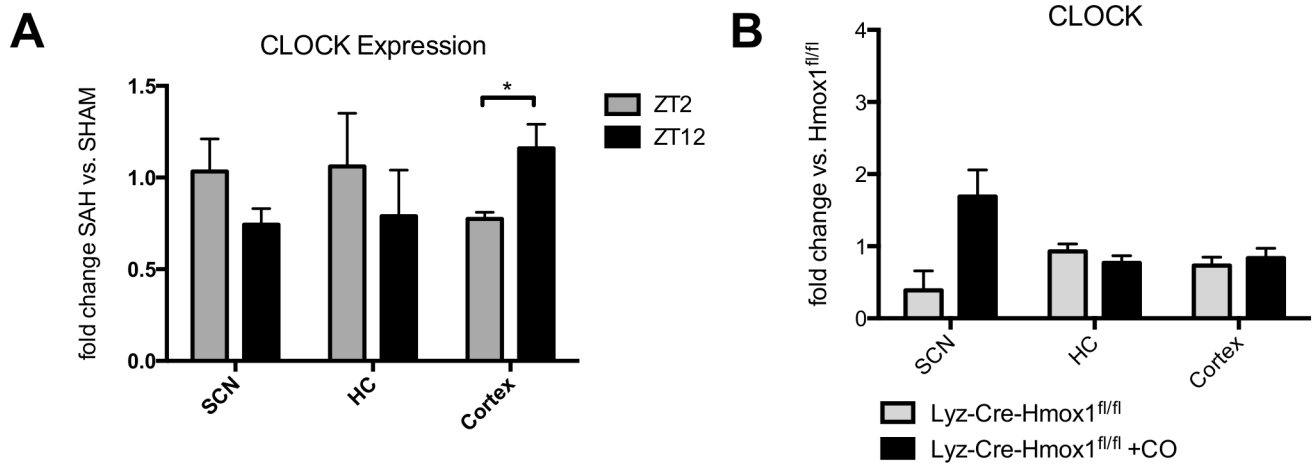 A
CLOCK Expression
fold change SAH vs. SHAM
1.5
1.0
0.5
0.0
*
SCN
HC
Cortex
ZT2
ZT12
B
CLOCK
fold change vs. Hmox1fl/fl
4
3
2
1
0
SCN
HC
Cortex
Lyz-Cre-Hmox1fl/fl
Lyz-Cre-Hmox1fl/fl +CO